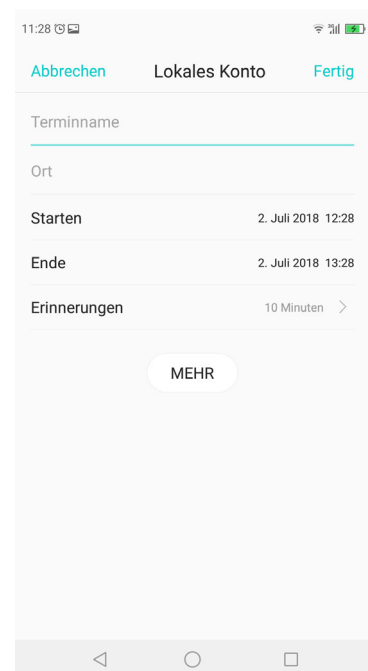 11:28
3G
Abbrechen Lokales Konto Fertig
Terminname
Ort
Starten 2. Juli 2018 12:28
Ende 2. Juli 2018 13:28
Erinnerungen 10 Minuten
MEHR